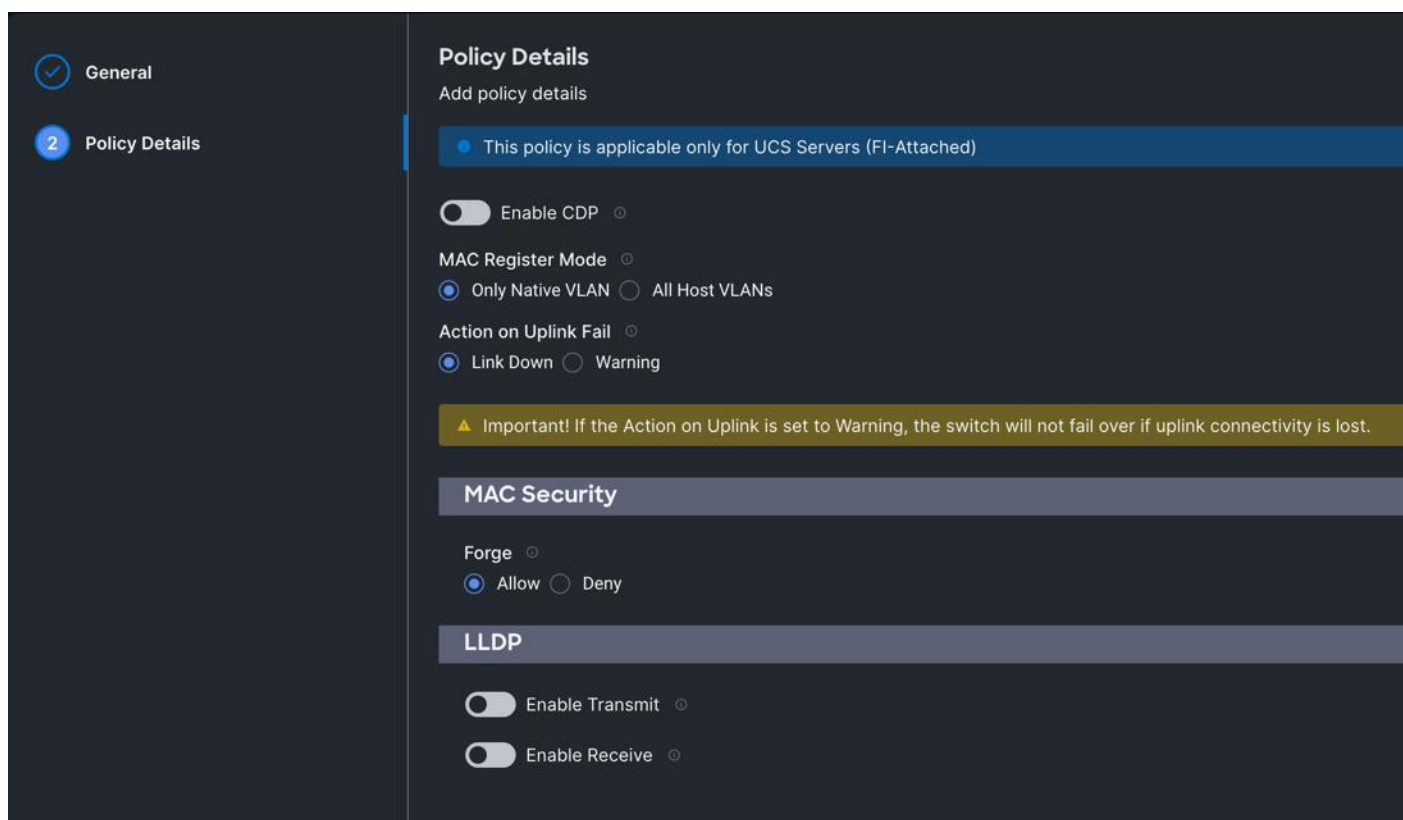 General
2 Policy Details
Policy Details
Add policy details
This policy is applicable only for UCS Servers (FI-Attached)
Enable CDP
MAC Register Mode
Only Native VLAN All Host VLANs
Action on Uplink Fail
Link Down Warning
Important! If the Action on Uplink is set to Warning, the switch will not fail over if uplink connectivity is lost.
MAC Security
Forge
Allow Deny
LLDP
Enable Transmit
Enable Receive